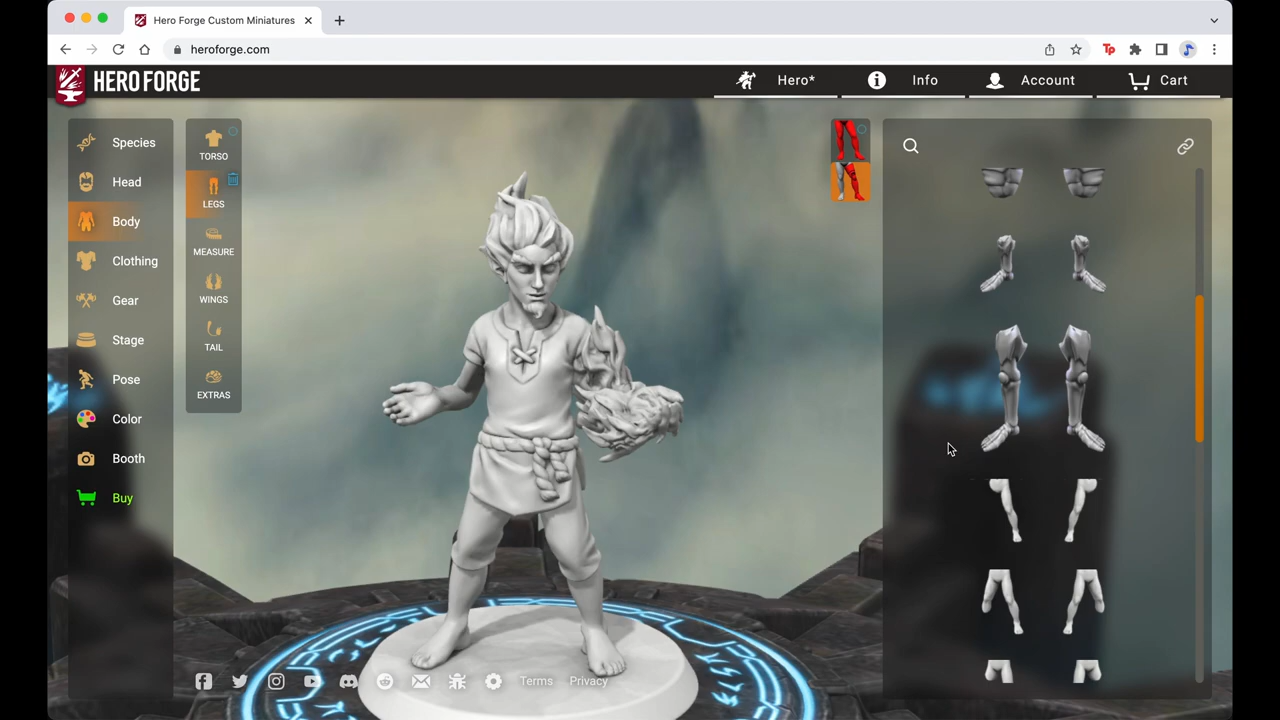 Hero Forge Custom Miniatures
heroforge.com
Tp
HERO FORGE
Hero*
Info
Account
Cart
Species
Head
Body
Clothing
Gear
Stage
Pose
Color
Booth
Buy
TORSO
LEGS
MEASURE
WINGS
TAIL
EXTRAS
Terms
Privacy